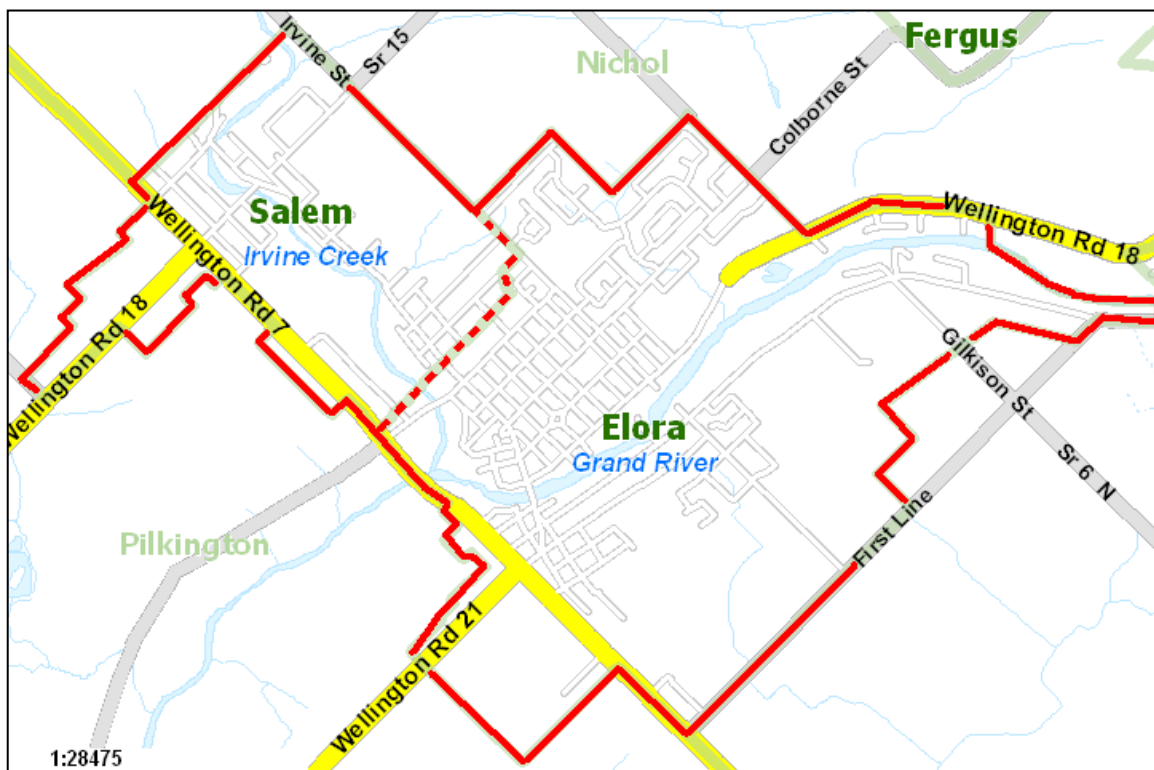 Irvine St
Sr 15
Nichol
Colborne St
Fergus
Salem
Irvine Creek
Wellington Rd 7
Wellington Rd 18
Wellington Rd 18
Gilkison St
Elora
Grand River
Sr 6 N
First Line
Pilkington
Wellington Rd 21
1:28475